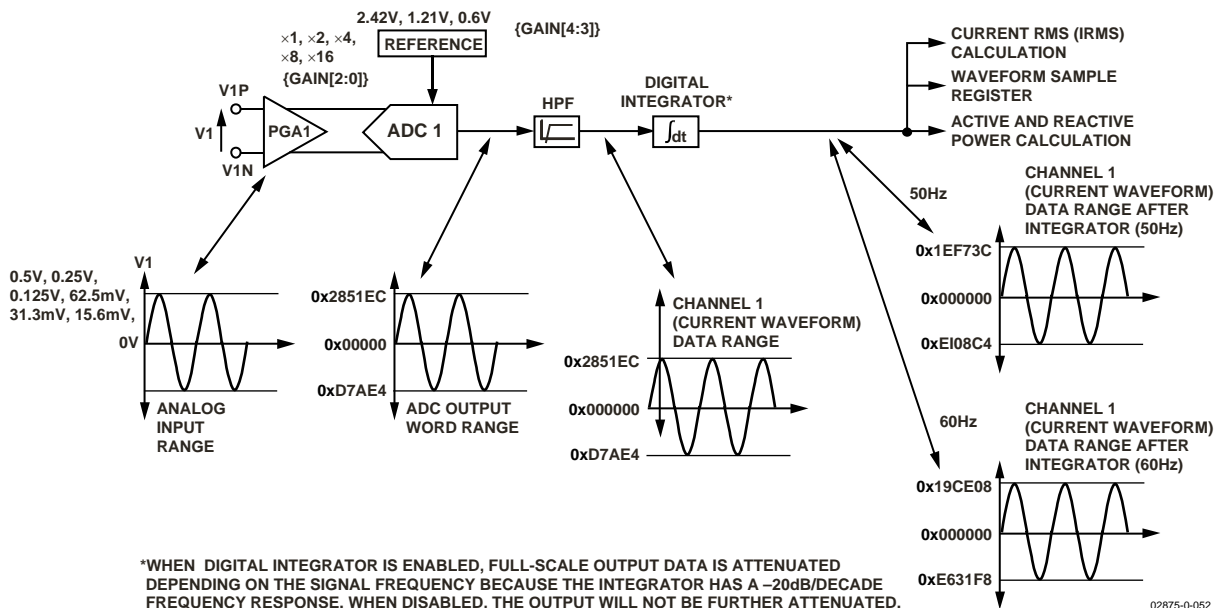 2.42V, 1.21V, 0.6V
{GAIN[4:3]}
×1, ×2, ×4,
×8, ×16
{GAIN[2:0]}
REFERENCE
V1P
V1
V1N
PGA1
ADC 1
HPF
DIGITAL
INTEGRATOR*
∫dt
CURRENT RMS (IRMS)
CALCULATION
WAVEFORM SAMPLE
REGISTER
ACTIVE AND REACTIVE
POWER CALCULATION
50Hz
CHANNEL 1
(CURRENT WAVEFORM)
DATA RANGE AFTER
INTEGRATOR (50Hz)
0x1EF73C
0x000000
0xEI08C4
V1
0.5V, 0.25V,
0.125V, 62.5mV,
31.3mV, 15.6mV,
0V
ANALOG
INPUT
RANGE
0x2851EC
0x00000
0xD7AE4
ADC OUTPUT
WORD RANGE
CHANNEL 1
(CURRENT WAVEFORM)
DATA RANGE
0x2851EC
0x000000
0xD7AE4
60Hz
CHANNEL 1
(CURRENT WAVEFORM)
DATA RANGE AFTER
INTEGRATOR (60Hz)
0x19CE08
0x000000
0xE631F8
*WHEN DIGITAL INTEGRATOR IS ENABLED, FULL-SCALE OUTPUT DATA IS ATTENUATED
DEPENDING ON THE SIGNAL FREQUENCY BECAUSE THE INTEGRATOR HAS A –20dB/DECADE
FREQUENCY RESPONSE. WHEN DISABLED, THE OUTPUT WILL NOT BE FURTHER ATTENUATED.
02875-0-052